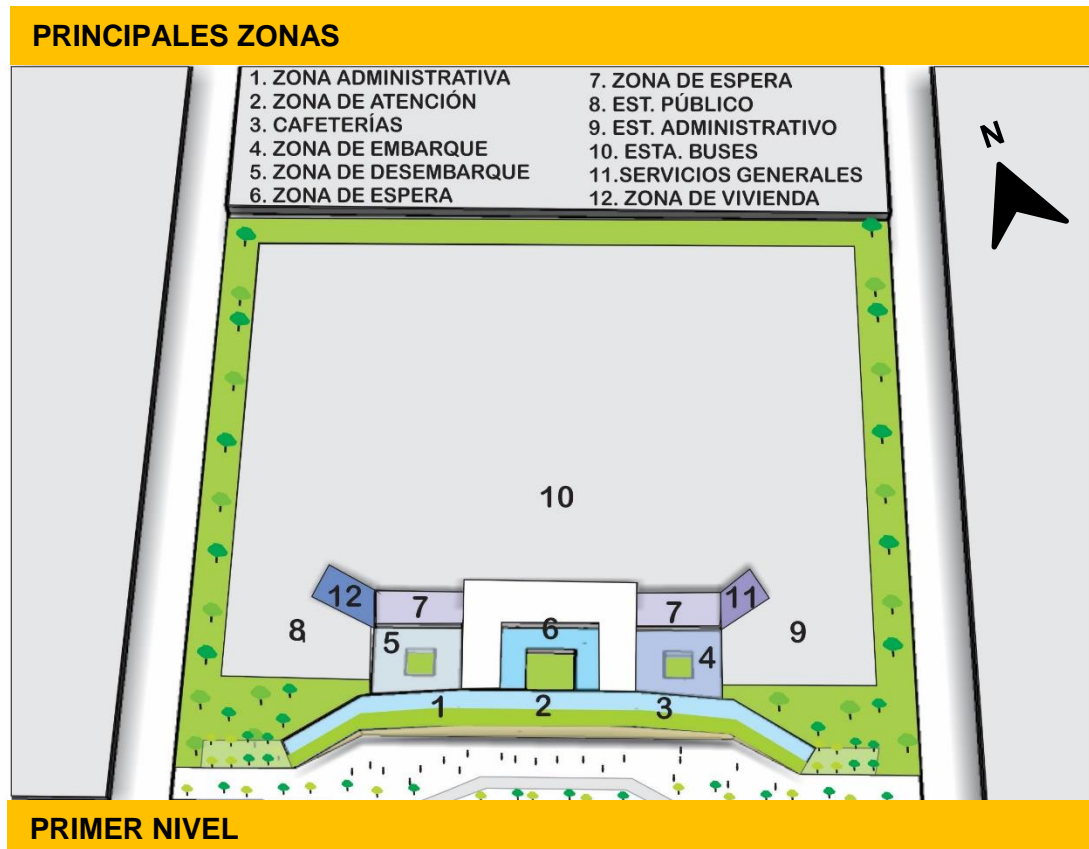 PRINCIPALES ZONAS
1. ZONA ADMINISTRATIVA
2. ZONA DE ATENCIÓN
3. CAFETERÍAS
4. ZONA DE EMBARQUE
5. ZONA DE DESEMBARQUE
6. ZONA DE ESPERA
7. ZONA DE ESPERA
8. EST. PÚBLICO
9. EST. ADMINISTRATIVO
10. ESTA. BUSES
11.SERVICIOS GENERALES
12. ZONA DE VIVIENDA
N
10
12
7
7
11
8
5
6
4
9
1
2
3
PRIMER NIVEL